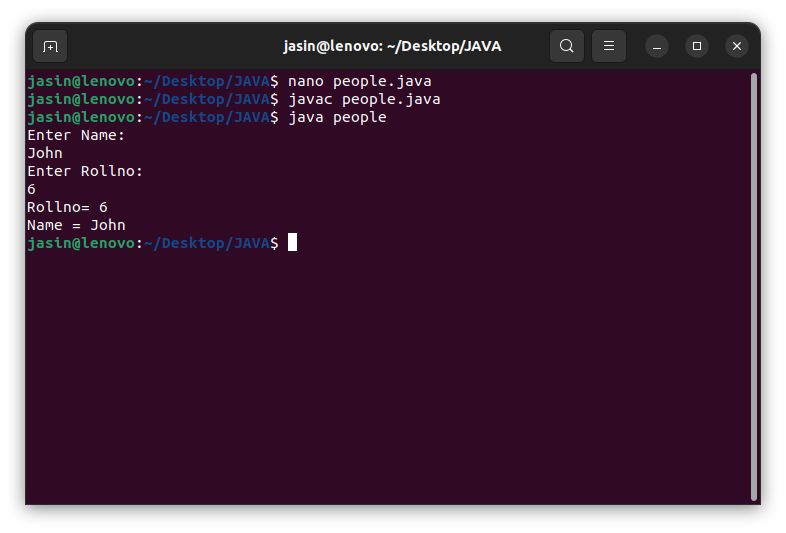 jasin@lenovo: ~/Desktop/JAVA
jasin@lenovo:~/Desktop/JAVA$ nano people.java
jasin@lenovo:~/Desktop/JAVA$ javac people.java
jasin@lenovo:~/Desktop/JAVA$ java people
Enter Name:
John
Enter Rollno:
6
Rollno= 6
Name = John
jasin@lenovo:~/Desktop/JAVA$